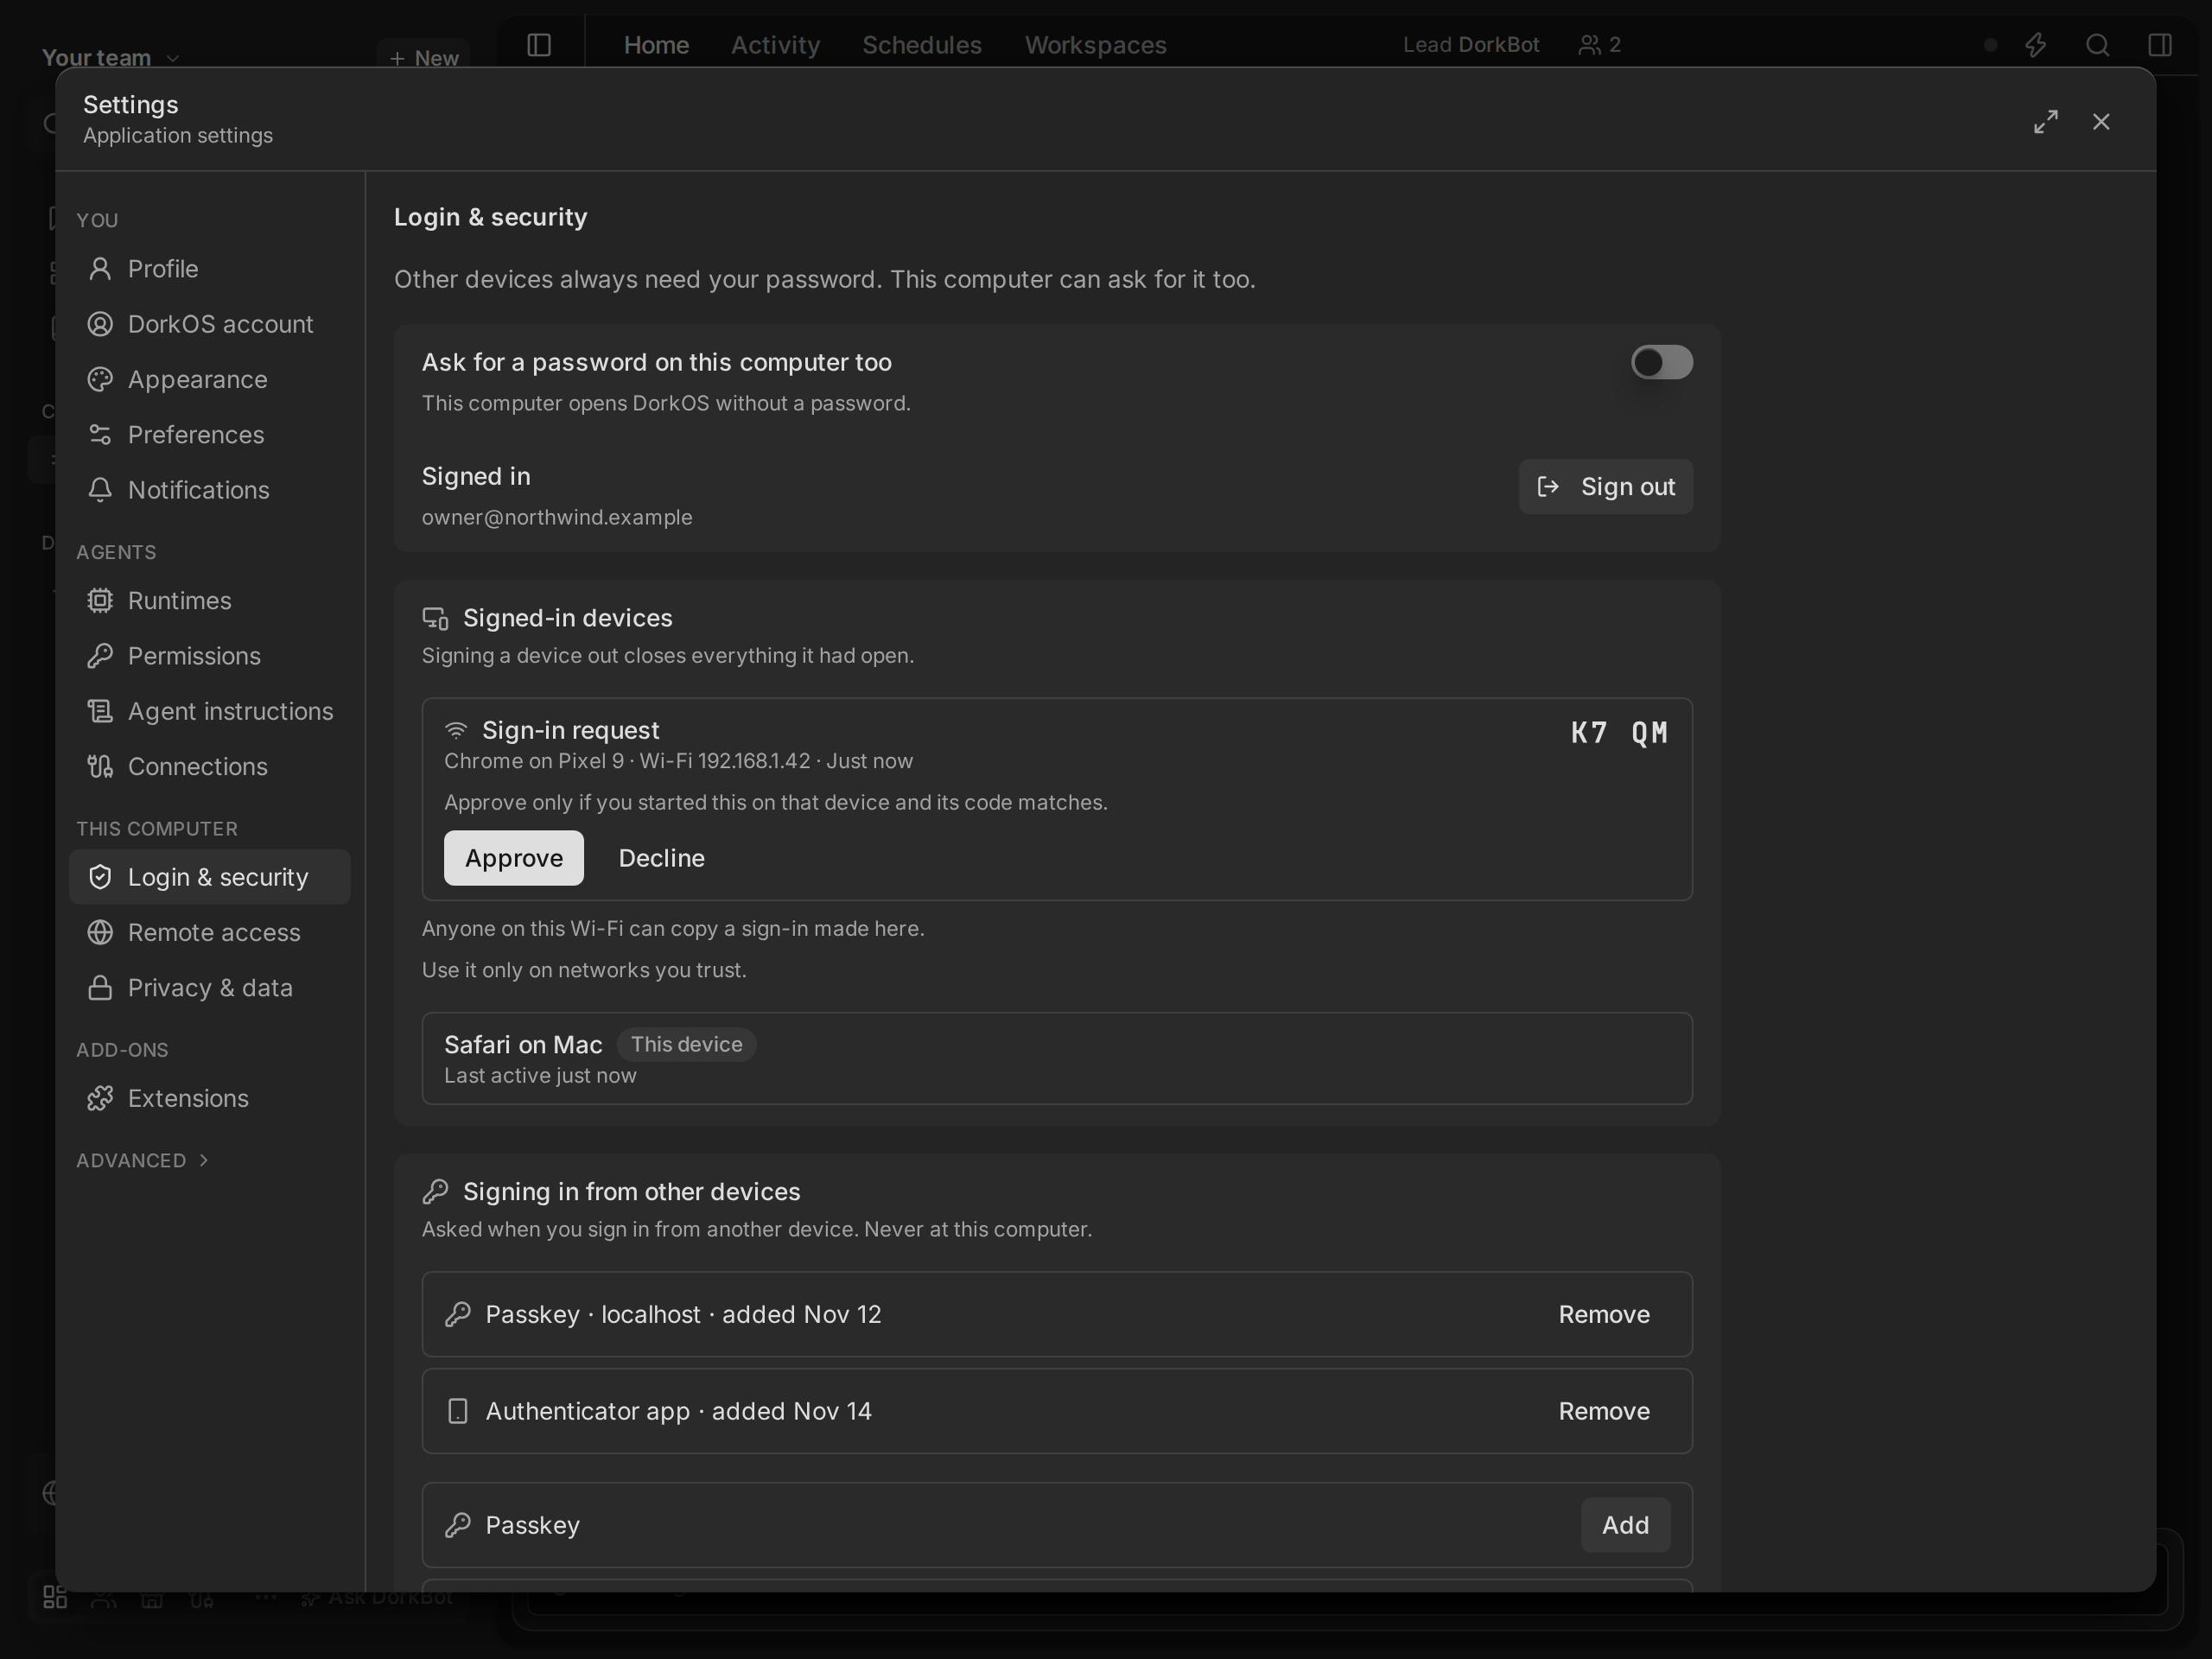 Your team
New
Home
Activity
Schedules
Workspaces
Lead DorkBot
2
Settings
Application settings
YOU
Profile
DorkOS account
Appearance
Preferences
Notifications
AGENTS
Runtimes
Permissions
Agent instructions
Connections
THIS COMPUTER
Login & security
Remote access
Privacy & data
ADD-ONS
Extensions
ADVANCED
Login & security
Other devices always need your password. This computer can ask for it too.
Ask for a password on this computer too
This computer opens DorkOS without a password.
Signed in
owner@northwind.example
Sign out
Signed-in devices
Signing a device out closes everything it had open.
Sign-in request
K7 QM
Chrome on Pixel 9 · Wi-Fi 192.168.1.42 · Just now
Approve only if you started this on that device and its code matches.
Approve
Decline
Anyone on this Wi-Fi can copy a sign-in made here.
Use it only on networks you trust.
Safari on Mac
This device
Last active just now
Signing in from other devices
Asked when you sign in from another device. Never at this computer.
Passkey · localhost · added Nov 12
Remove
Authenticator app · added Nov 14
Remove
Passkey
Add
Ask DorkBot